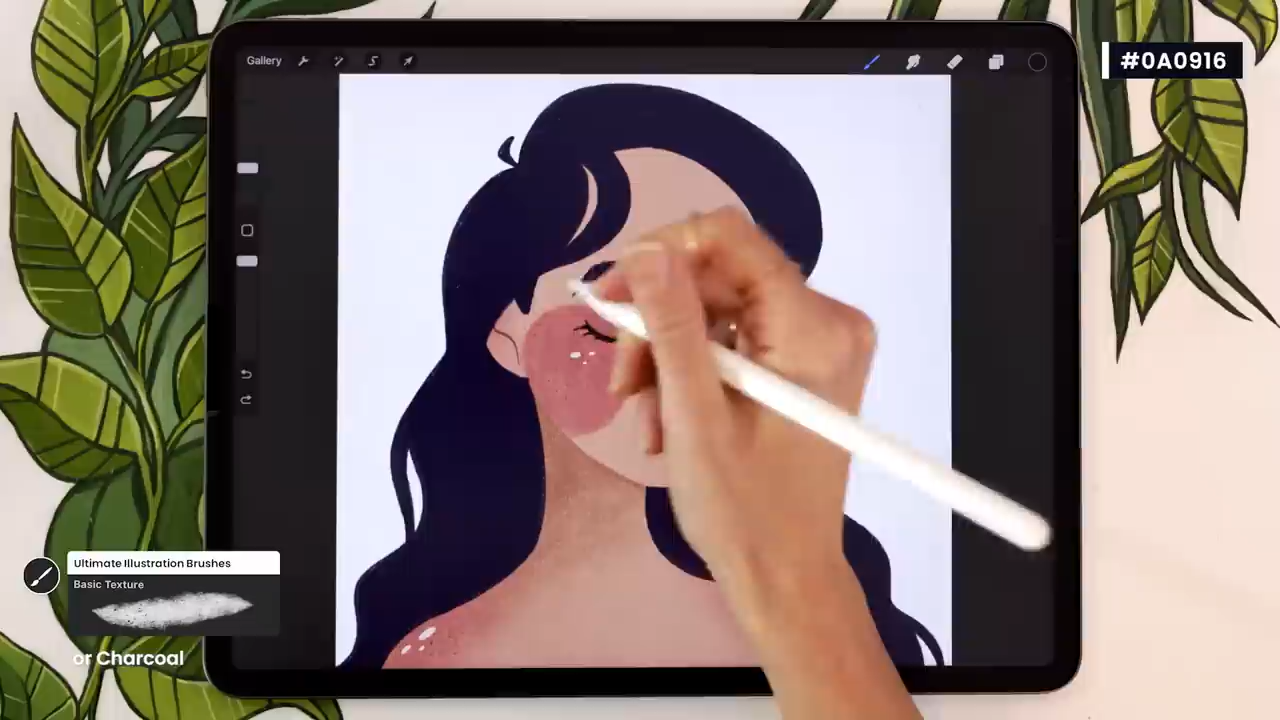 Gallery
#0A0916
Ultimate Illustration Brushes
Basic Texture
or Charcoal